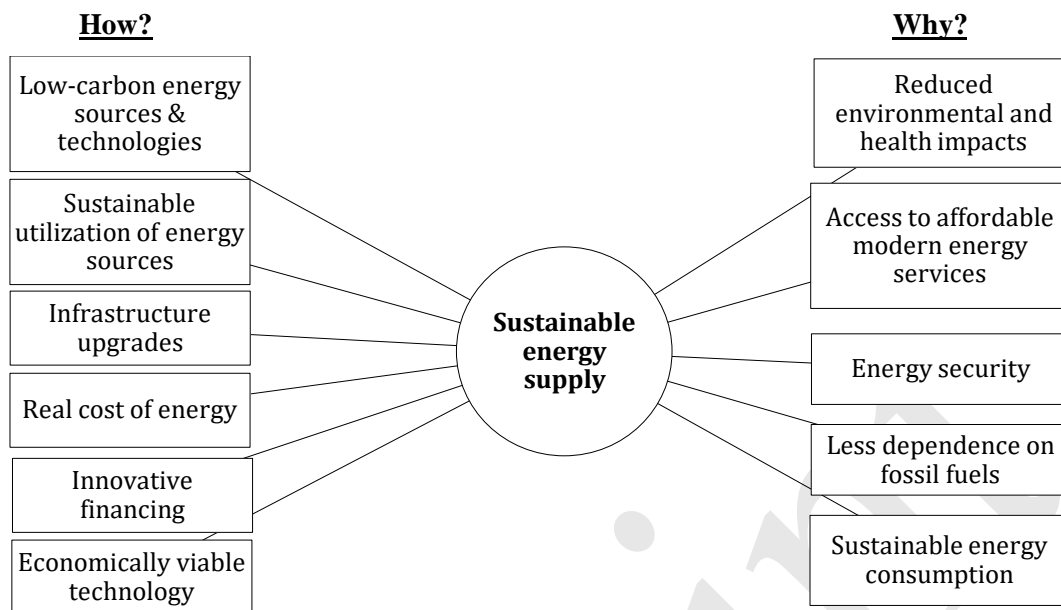 How?
Low-carbon energy
sources &
technologies
Sustainable
utilization of energy
sources
Infrastructure
upgrades
Real cost of energy
Innovative
financing
Economically viable
technology
Sustainable
energy
supply
Why?
Reduced
environmental and
health impacts
Access to affordable
modern energy
services
Energy security
Less dependence on
fossil fuels
Sustainable energy
consumption